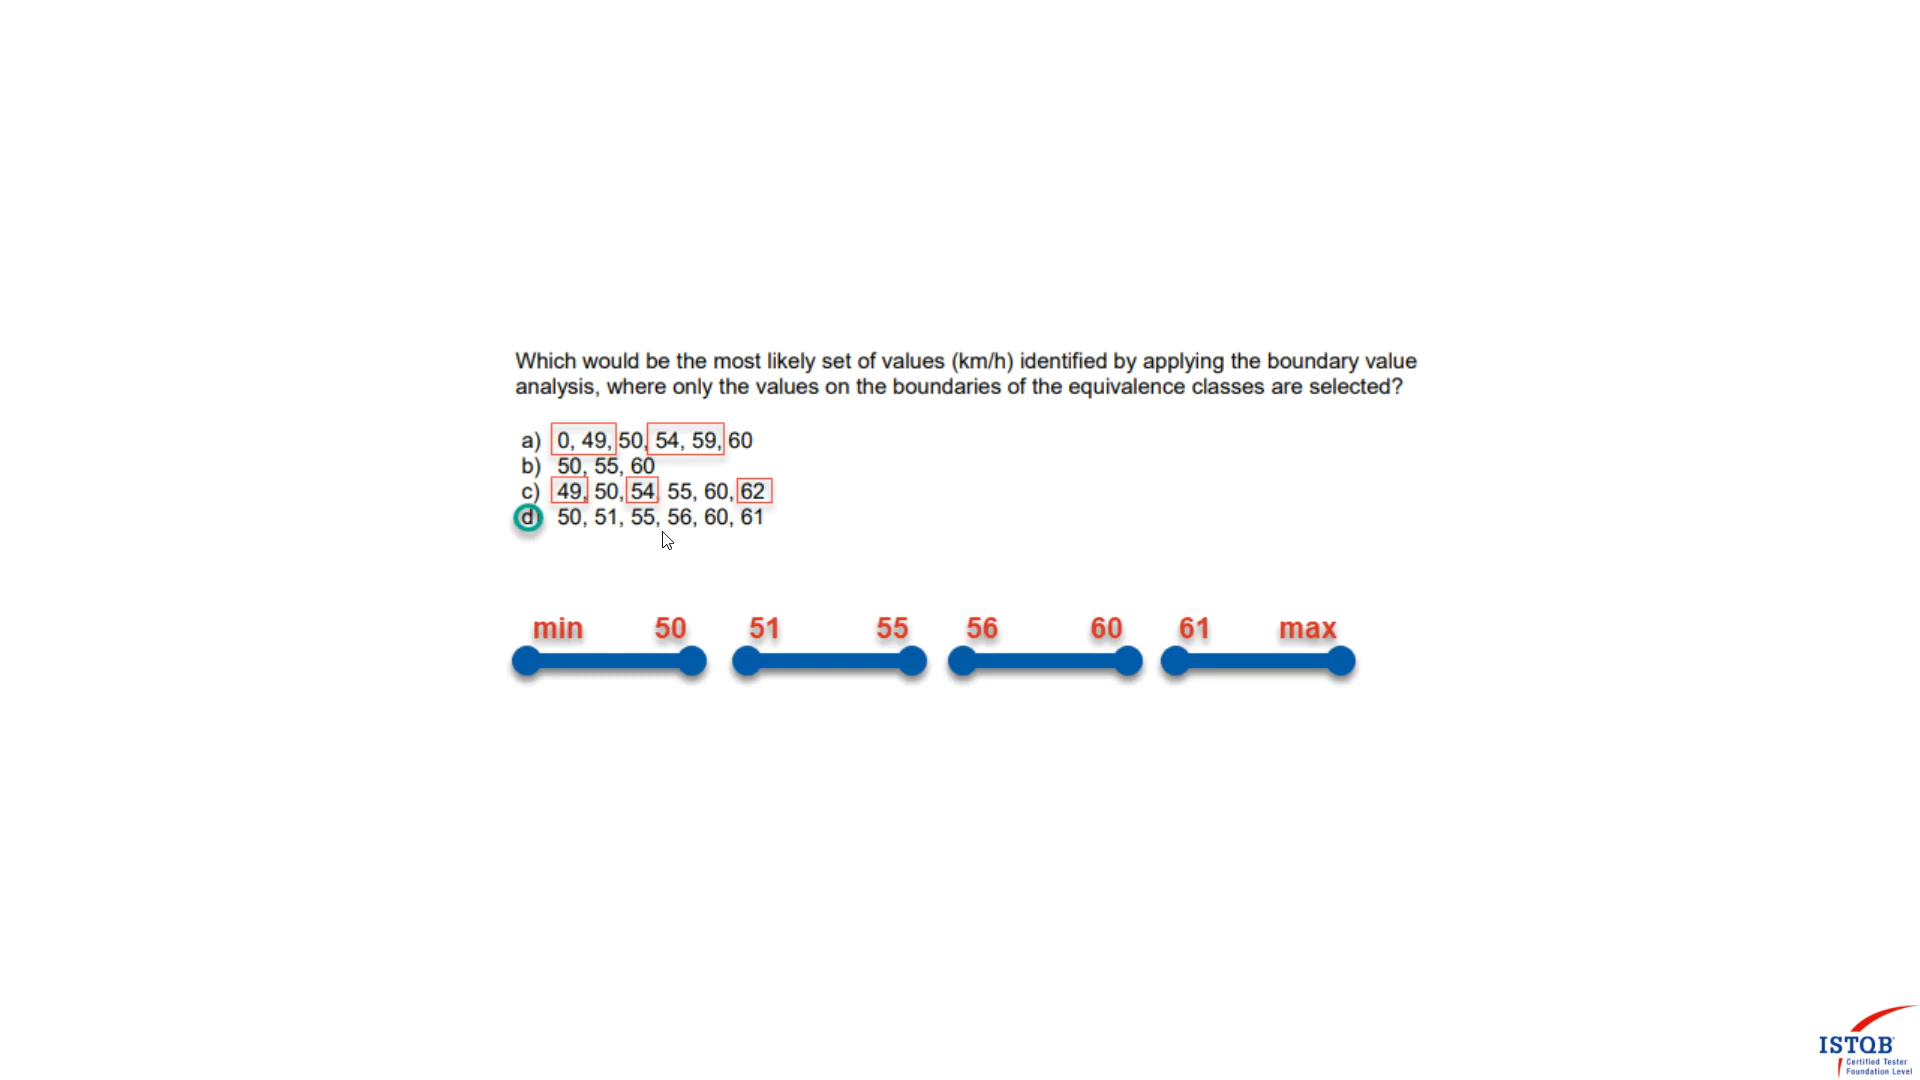 Which would be the most likely set of values (km/h) identified by applying the boundary value
analysis, where only the values on the boundaries of the equivalence classes are selected?
a) 0, 49, 50, 54, 59, 60
b) 50, 55, 60
c) 49, 50, 54 55, 60, 62
d) 50, 51, 55, 56, 60, 61
min 50 51 55 56 60 61 max
ISTQB
Certified Tester
Foundation Level